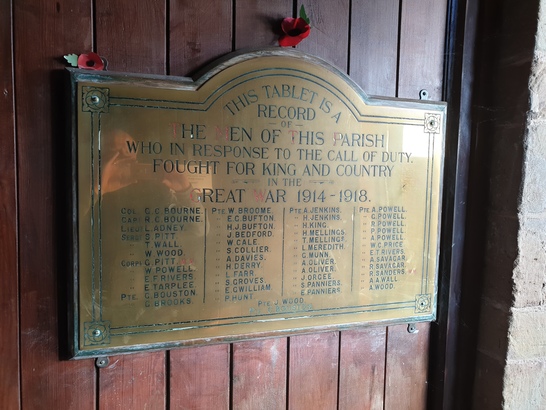 THIS TABLET IS A
RECORD
OF
THE MEN OF THIS PARISH
WHO IN RESPONSE TO THE CALL OF DUTY.
FOUGHT FOR KING AND COUNTRY
IN THE
GREAT WAR 1914-1918.
COL. G.C. BOURNE.
CAP. R.C. BOURNE.
LIEUT. L. ADNEY.
SERG. S. PITT.
T. WALL
W. WOOD
CORPL G. PITT
W. POWELL
E. F. RIVERS
E. TARPLEE
PTE. G. BOUSTON
G. BROOKS.
PTE W. BROOME.
E.C. BUFTON.
H.J. BUFTON.
J. BEDFORD.
W. CALE.
S. COLLIER.
A. DAVIES.
H. DERRY.
L. FARR.
S. GROVES.
E. GWILLIAM
P. HUNT.
PTE A. JENKINS.
H. JENKINS.
H. KING.
H. MELLINGS.
T. MELLINGS.
L. MEREDITH.
G. MUNN.
A. OLIVER.
A. OLIVER.
J. ORGEE.
S. PANNIERS.
E. PANNIERS.
PTE A. POWELL.
C. POWELL.
R. POWELL.
P. POWELL.
A. POWELL.
W.C. PRICE.
E.T. RIVERS.
A. SAVAGAR.
R. SAVAGAR.
R. SANDERS.
A.A. WALL
A. WOOD.
PTE J. WOOD.